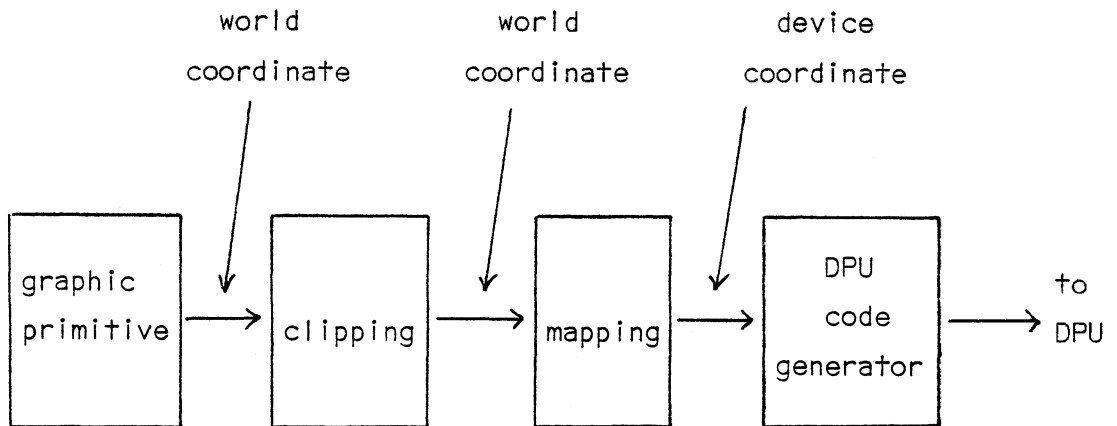 world
coordinate
world
coordinate
device
coordinate
graphic
primitive
clipping
mapping
DPU
code
generator
to
DPU